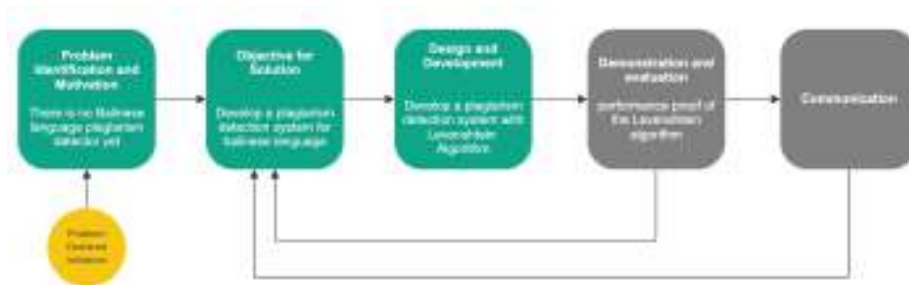 Problem
Identification and
Motivation
There is no Balinese
language plagiarism
detector yet
Objective for
Solution
Develop a plagiarism
detection system for
balinese language
Design and
Development
Develop a plagiarism
detection system with
Levenshtein
Algorithm
Demonstration and
evaluation
performance proof of
the Levenshtein
algorithm
Communication
Problem
Centered